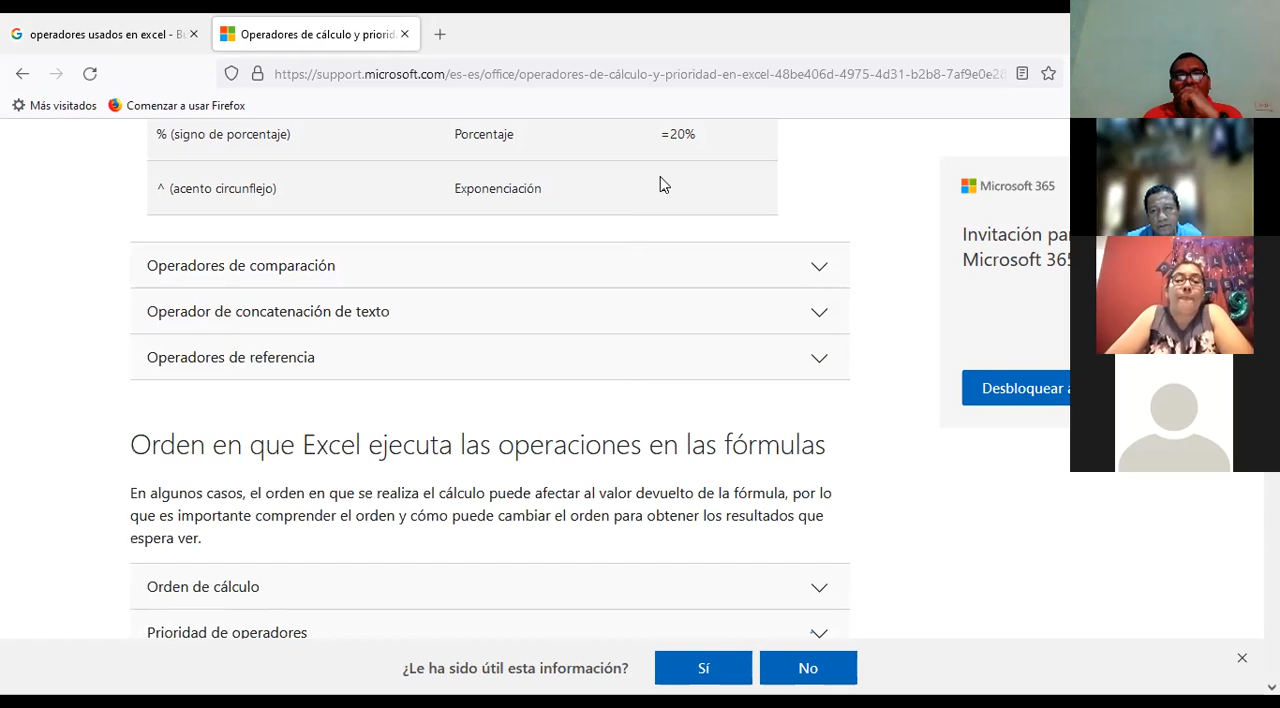 operadores usados en excel - Bu
Operadores de cálculo y priorid
https://support.microsoft.com/es-es/office/operadores-de-cálculo-y-prioridad-en-excel-48be406d-4975-4d31-b2b8-7af9e0e28
Más visitados
Comenzar a usar Firefox
% (signo de porcentaje) Porcentaje =20%
^ (acento circunflejo) Exponenciación
Operadores de comparación
Operador de concatenación de texto
Operadores de referencia
Orden en que Excel ejecuta las operaciones en las fórmulas
En algunos casos, el orden en que se realiza el cálculo puede afectar al valor devuelto de la fórmula, por lo
que es importante comprender el orden y cómo puede cambiar el orden para obtener los resultados que
espera ver.
Orden de cálculo
Prioridad de operadores
Microsoft 365
Invitación pa
Microsoft 365
Desbloquear a
¿Le ha sido útil esta información?
Sí
No